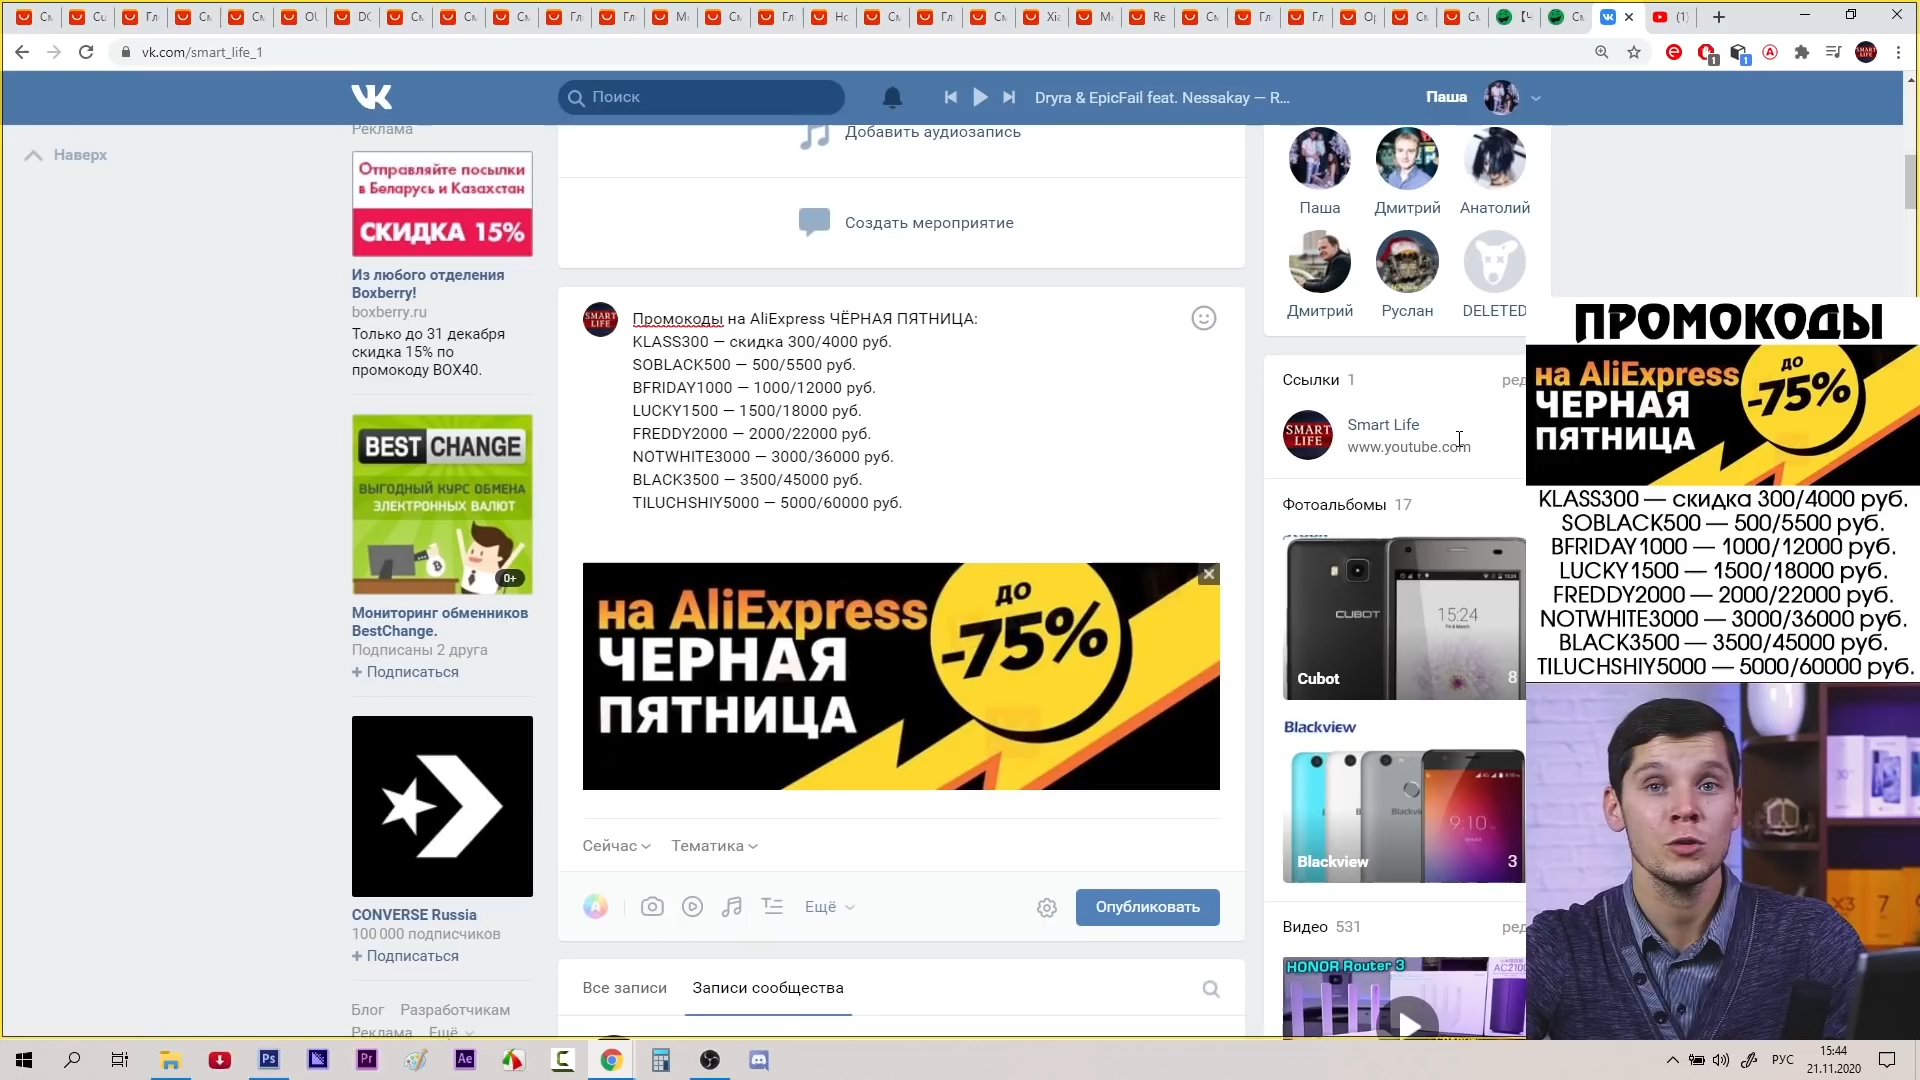 vk.com/smart_life_1
Поиск
Dryra & EpicFail feat. Nessakay — R...
Паша
Наверх
Реклама
Отправляйте посылки
в Беларусь и Казахстан
СКИДКА 15%
Из любого отделения
Boxberry!
boxberry.ru
Только до 31 декабря
скидка 15% по
промокоду BOX40.
BESTCHANGE
ВЫГОДНЫЙ КУРС ОБМЕНА
ЭЛЕКТРОННЫХ ВАЛЮТ
0+
Мониторинг обменников
BestChange.
Подписаны 2 друга
+ Подписаться
CONVERSE Russia
100 000 подписчиков
+ Подписаться
Блог Разработчикам
Реклама Ещё
Добавить аудиозапись
Создать мероприятие
SMART
LIFE
Промокоды на AliExpress ЧЁРНАЯ ПЯТНИЦА:
KLASS300 — скидка 300/4000 руб.
SOBLACK500 — 500/5500 руб.
BFRIDAY1000 — 1000/12000 руб.
LUCKY1500 — 1500/18000 руб.
FREDDY2000 — 2000/22000 руб.
NOTWHITE3000 — 3000/36000 руб.
BLACK3500 — 3500/45000 руб.
TILUCHSHIY5000 — 5000/60000 руб.
на AliExpress
ЧЕРНАЯ
ПЯТНИЦА
ДО
-75%
Сейчас Тематика
Ещё
Опубликовать
Все записи Записи сообщества
Паша Дмитрий Анатолий
Дмитрий Руслан DELETED
Ссылки 1
ред
SMART
LIFE
Smart Life
www.youtube.com
Фотоальбомы 17
CUBOT
15:24
Cubot 8
Blackview
9:10
Blackview 3
Видео 531
ред
HONOR Router 3
AC2100
ПРОМОКОДЫ
на AliExpress
ЧЕРНАЯ
ПЯТНИЦА
ДО
-75%
KLASS300 — скидка 300/4000 руб.
SOBLACK500 — 500/5500 руб.
BFRIDAY1000 — 1000/12000 руб.
LUCKY1500 — 1500/18000 руб.
FREDDY2000 — 2000/22000 руб.
NOTWHITE3000 — 3000/36000 руб.
BLACK3500 — 3500/45000 руб.
TILUCHSHIY5000 — 5000/60000 руб.
РУС
15:44
21.11.2020